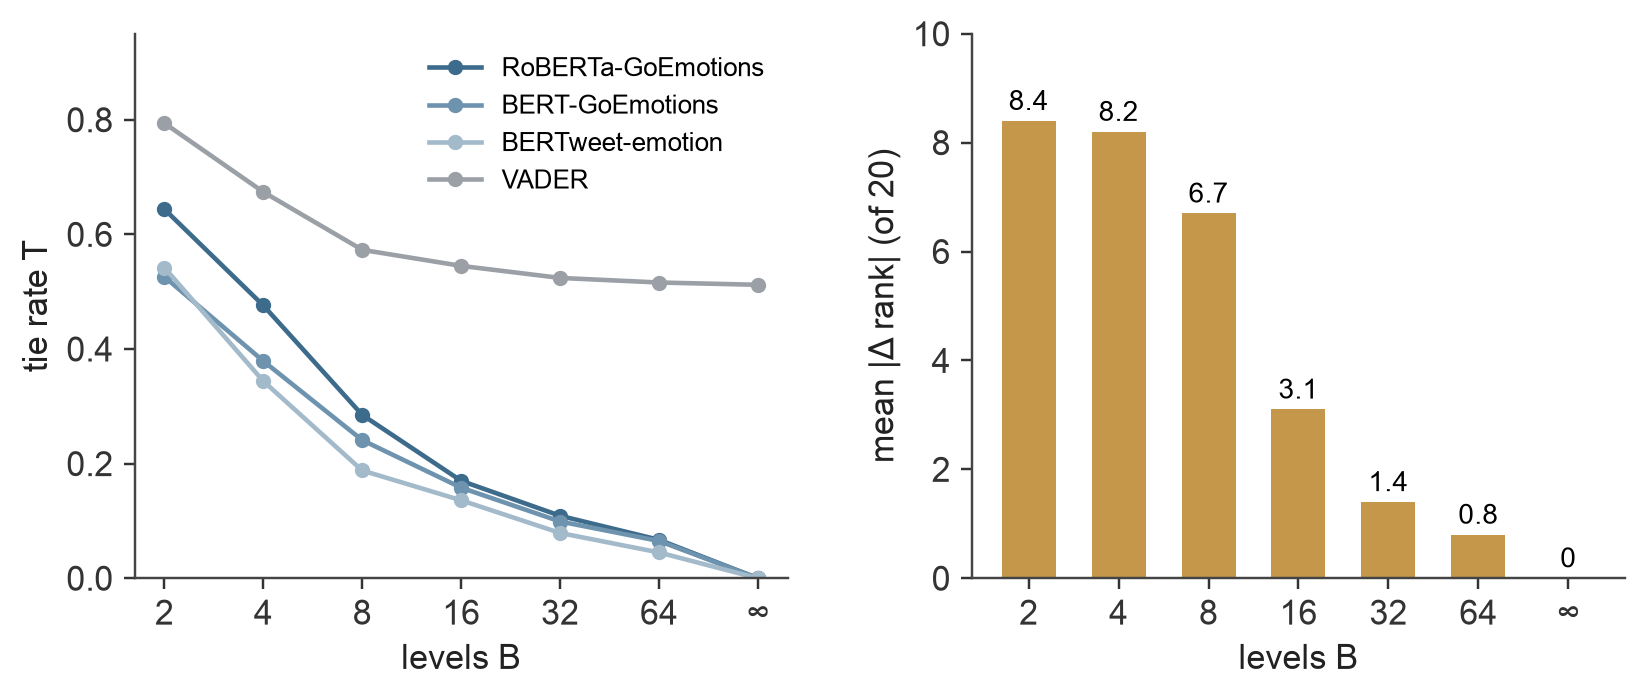 RoBERTa-GoEmotions
BERT-GoEmotions
BERTweet-emotion
VADER
tie rate T
0.8
0.6
0.4
0.2
0.0
2 4 8 16 32 64 ∞
levels B
mean |Δ rank| (of 20)
10
8
6
4
2
0
8.4 8.2 6.7 3.1 1.4 0.8 0
2 4 8 16 32 64 ∞
levels B